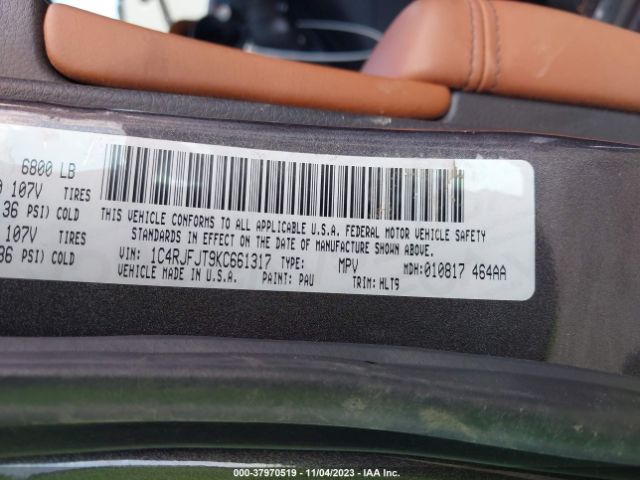 6800 LB
107V TIRES
36 PSI) COLD
107V TIRES
36 PSI) COLD
THIS VEHICLE CONFORMS TO ALL APPLICABLE U.S.A. FEDERAL MOTOR VEHICLE SAFETY
STANDARDS IN EFFECT ON THE DATE OF MANUFACTURE SHOWN ABOVE.
VIN: 1C4RJFJT9KC661317 TYPE: MPV MDH:010817 464AA
VEHICLE MADE IN U.S.A. PAINT: PAU TRIM: HLT9
000-37970519 - 11/04/2023 - IAA Inc.